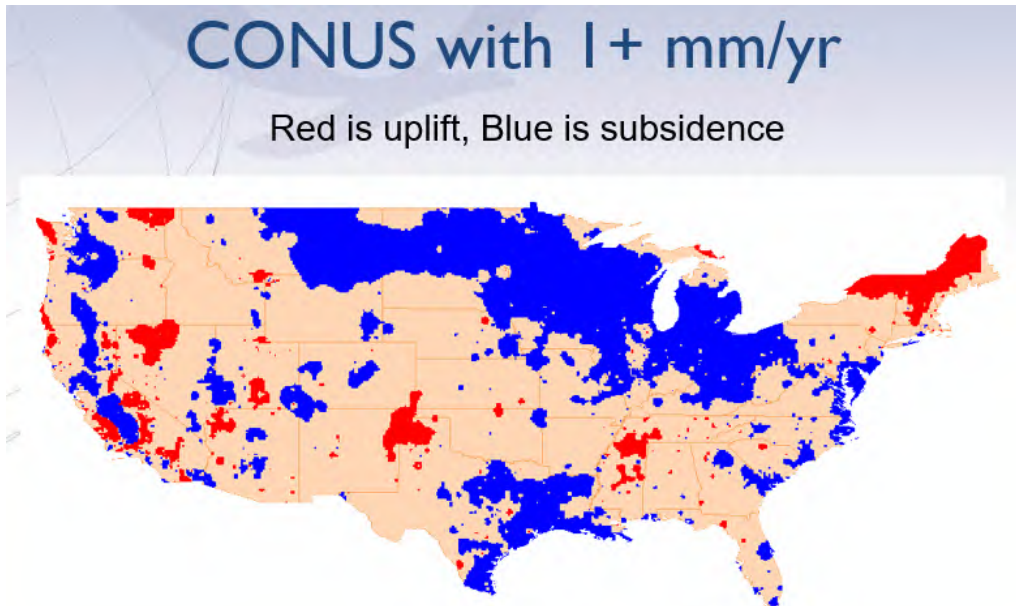 CONUS with 1+ mm/yr
Red is uplift, Blue is subsidence